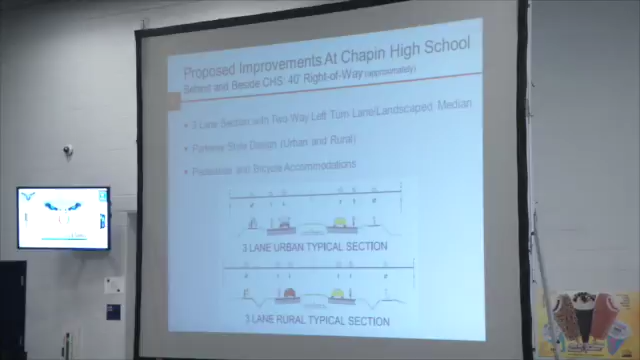 Proposed Improvements At Chapin High School
Behind and Beside CHS: 40' Right-of-Way (approximately)
3 Lane Section with Two Way Left Turn Lane/Landscaped Median
Parkway Style Design (Urban and Rural)
Pedestrian and Bicycle Accommodations
3 LANE URBAN TYPICAL SECTION
3 LANE RURAL TYPICAL SECTION